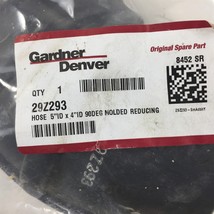 Gardner
Denver
Original Spare Part
8452 SR
QTY 1
29Z293
HOSE 5"ID x 4"ID 90DEG MOLDED REDUCING